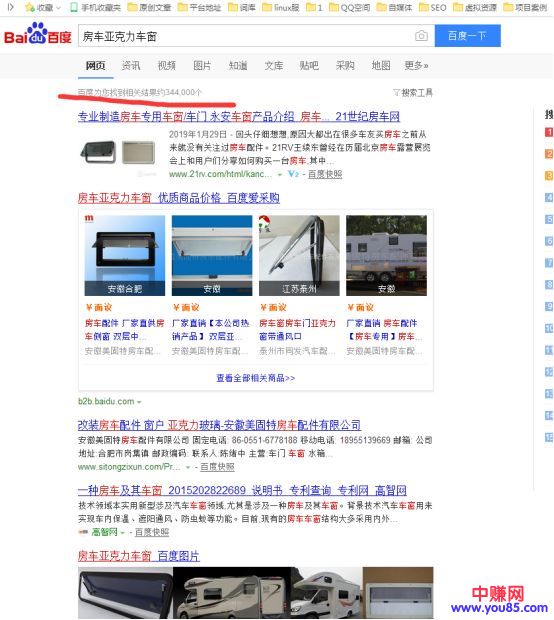 收藏 手机收藏夹 原创文章 平台地址 词库 linux服 1 QQ空间 自媒体 SEO 虚拟资源 项目案例
Bai du 百度 房车亚克力车窗 百度一下
网页 资讯 视频 图片 知道 文库 贴吧 采购 地图 更多»
百度为您找到相关结果约344,000个 搜索工具
专业制造房车专用车窗/车门 永安车窗产品介绍_房车... 21世纪房车网
2019年1月29日 - 回头仔细想想,原因大都出在很多车友买房车之前从
来就没有关注过房车配件。21RV王续东曾经在历届北京房车露营展览
会上和用户们分享如何购买一台房车,其中...
www.21rv.com/html/kanc... V2 - 百度快照
房车亚克力车窗_优质商品价格_百度爱采购
安徽合肥 安徽 江苏泰州 安徽
￥面议 ￥面议 ￥面议 ￥面议
房车配件 厂家直供房 厂家直销【本公司热 房车窗房车门亚克力 厂家直销 房车配件
车侧窗 双层中... 销产品】 双层亚... 窗带通风口 【房车专用】房车...
安徽美固特房车配... 安徽美固特房车配... 泰州市同发汽车配... 安徽美固特房车配...
查看全部相关商品>>
b2b.baidu.com
改装房车配件 窗户 亚克力玻璃-安徽美固特房车配件有限公司
安徽美固特房车配件有限公司 固定电话: 86-0551-6778188 移动电话: 18955139669 邮箱: 公司
地址:合肥市岗集镇 邮政编码: 联系人:陈绪中 主营:车门 车窗 水箱...
www.sitongzixun.com/Pr... - 百度快照
一种房车及其车窗_2015202822689_说明书_专利查询_专利网_高智网
技术领域本实用新型涉及汽车车窗领域,尤其是涉及一种房车及其车窗。背景技术汽车车窗用来
实现车内保温、遮阳通风、防虫蚊等功能。目前,现有的房车车窗结构大多采用内外...
高智网 - 百度快照
房车亚克力车窗_百度图片
中赚网
www.you85.com